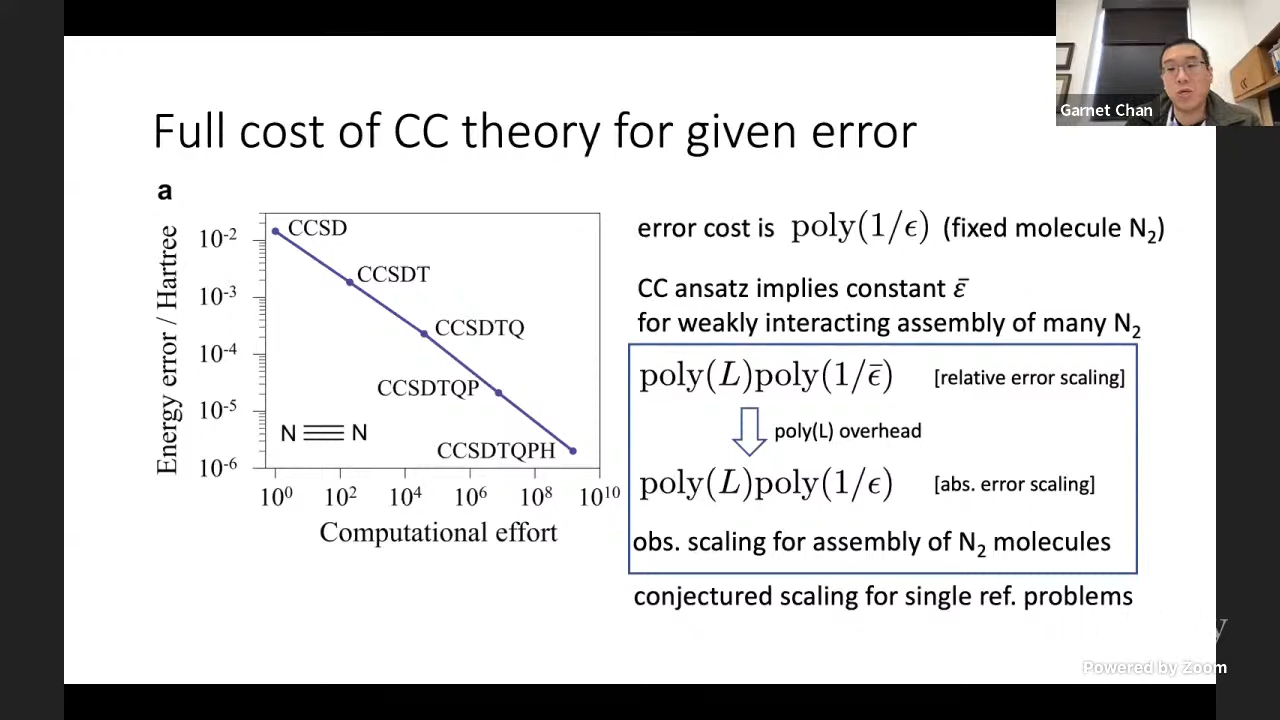 Garnet Chan
Full cost of CC theory for given error
a
Energy error / Hartree
10⁻²
10⁻³
10⁻⁴
10⁻⁵
10⁻⁶
CCSD
CCSDT
CCSDTQ
CCSDTQP
CCSDTQPH
N N
10⁰ 10² 10⁴ 10⁶ 10⁸ 10¹⁰
Computational effort
error cost is poly(1/ϵ) (fixed molecule N₂)
CC ansatz implies constant ε̄
for weakly interacting assembly of many N₂
poly(L)poly(1/ϵ̄) [relative error scaling]
poly(L) overhead
poly(L)poly(1/ϵ) [abs. error scaling]
obs. scaling for assembly of N₂ molecules
conjectured scaling for single ref. problems
Powered by Zoom